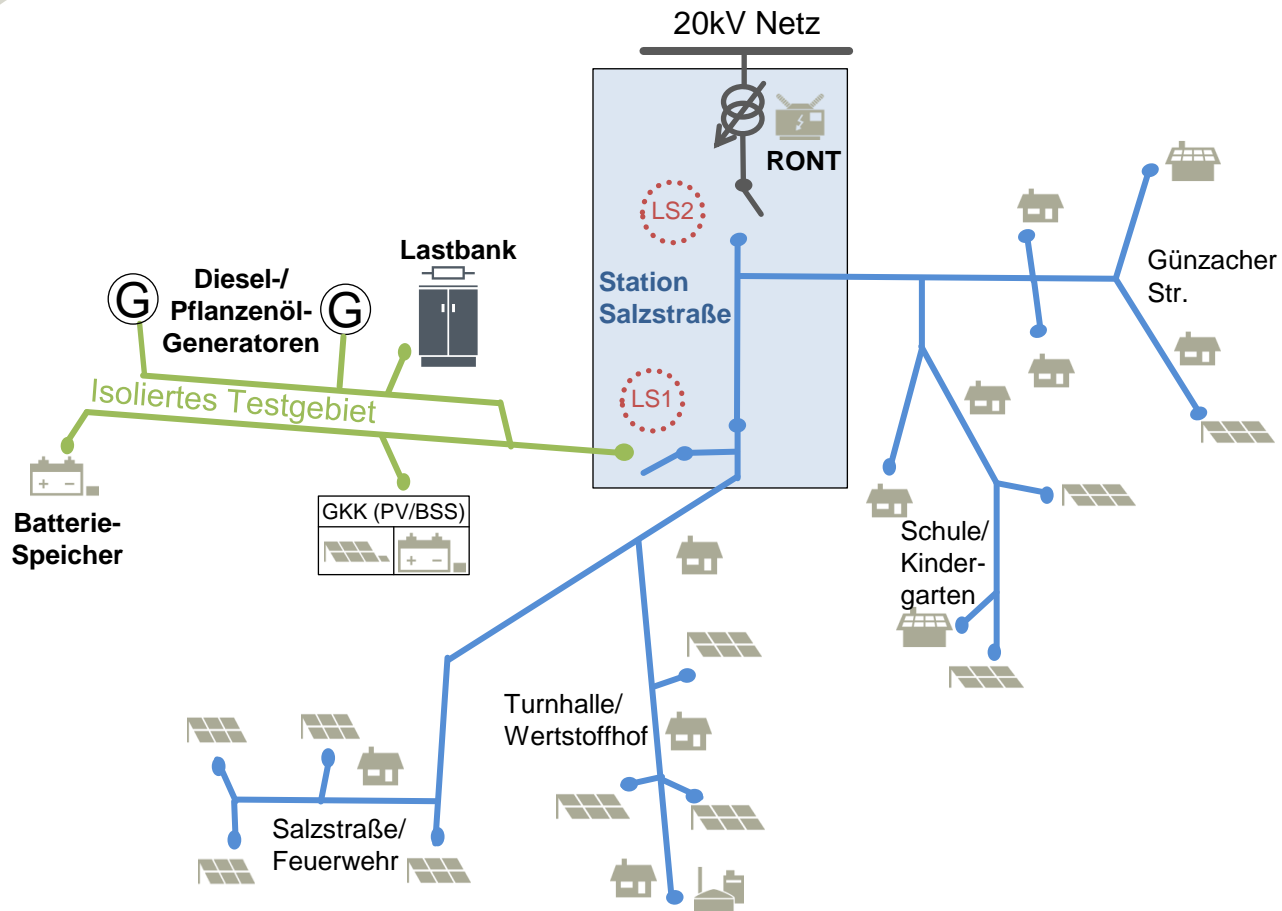 20kV Netz
RONT
LS2
Lastbank
Diesel-/
Pflanzenöl-
Generatoren
G
G
Station
Salzstraße
Günzacher
Str.
Isoliertes Testgebiet
LS1
GKK (PV/BSS)
+ −
+ −
Batterie-
Speicher
Schule/
Kinder-
garten
Turnhalle/
Wertstoffhof
Salzstraße/
Feuerwehr